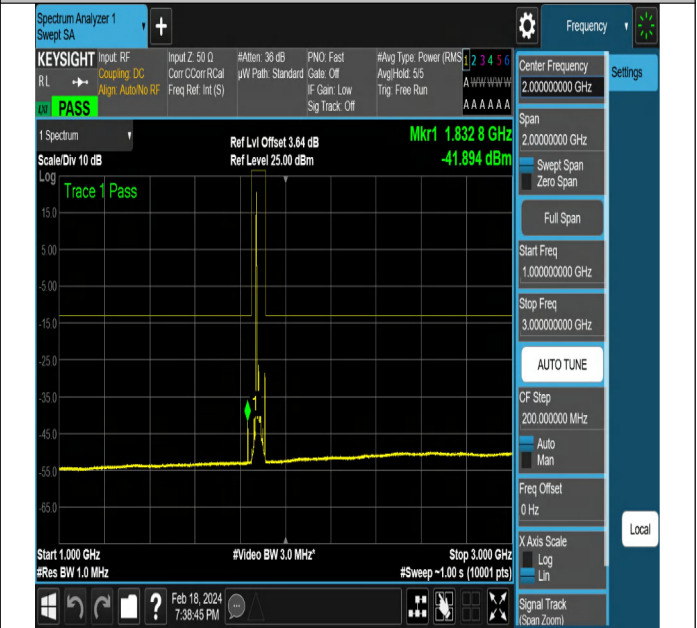 Spectrum Analyzer 1
Swept SA
Frequency
KEYSIGHT
RL
PASS
Input: RF
Coupling: DC
Align: Auto/No RF
Input Z: 50 Ω
Corr CCorr RCal
Freq Ref: Int (S)
#Atten: 36 dB
µW Path: Standard
PNO: Fast
Gate: Off
IF Gain: Low
Sig Track: Off
#Avg Type: Power (RMS
Avg|Hold: 5/5
Trig: Free Run
1 2 3 4 5 6
A W W W W W
A A A A A A
1 Spectrum
Scale/Div 10 dB
Ref Lvl Offset 3.64 dB
Ref Level 25.00 dBm
Mkr1 1.832 8 GHz
-41.894 dBm
Log
Trace 1 Pass
15.0
5.00
-5.00
-15.0
-25.0
-35.0
-45.0
-55.0
-65.0
1
Start 1.000 GHz
#Res BW 1.0 MHz
#Video BW 3.0 MHz*
Stop 3.000 GHz
#Sweep ~1.00 s (10001 pts)
Feb 18, 2024
7:38:45 PM
Center Frequency
2.000000000 GHz
Span
2.00000000 GHz
Swept Span
Zero Span
Full Span
Start Freq
1.000000000 GHz
Stop Freq
3.000000000 GHz
AUTO TUNE
CF Step
200.000000 MHz
Auto
Man
Freq Offset
0 Hz
X Axis Scale
Log
Lin
Signal Track
(Span Zoom)
Settings
Local